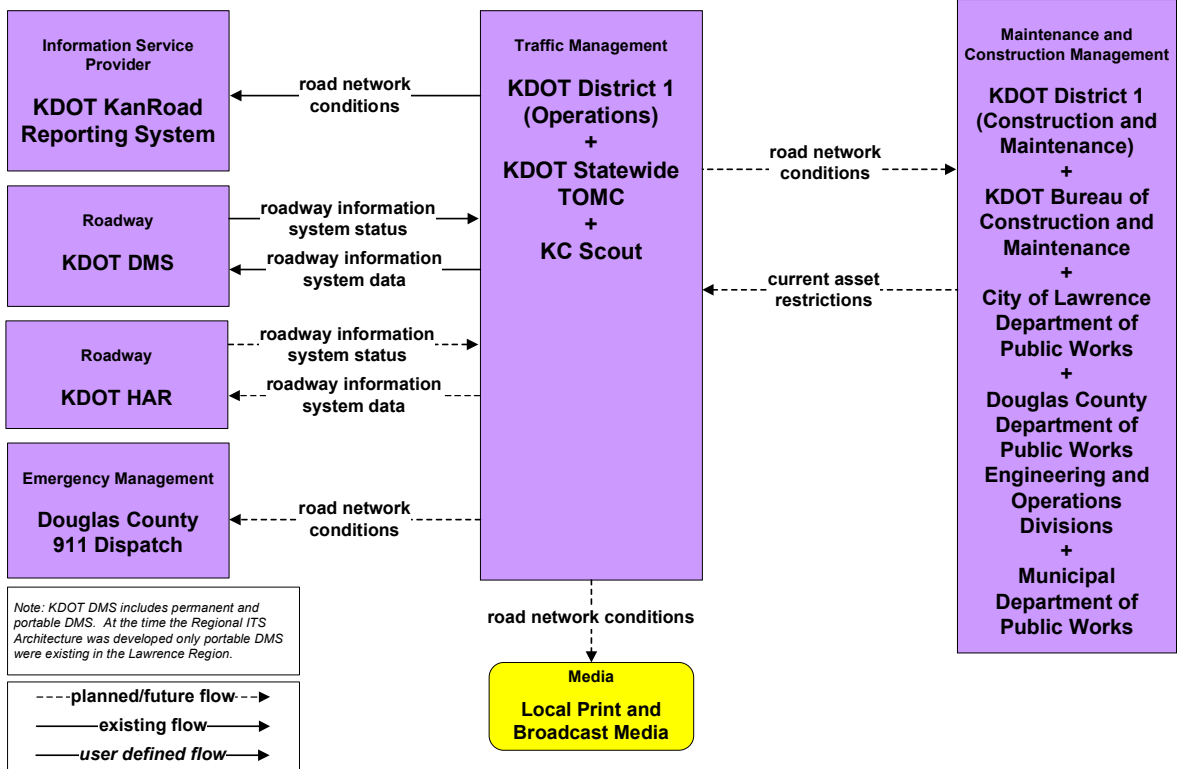 Information Service
Provider
KDOT KanRoad
Reporting System
road network
conditions
Roadway
KDOT DMS
roadway information
system status
roadway information
system data
Roadway
KDOT HAR
roadway information
system status
roadway information
system data
Emergency Management
Douglas County
911 Dispatch
road network
conditions
Note: KDOT DMS includes permanent and
portable DMS.  At the time the Regional ITS
Architecture was developed only portable DMS
were existing in the Lawrence Region.
planned/future flow
existing flow
user defined flow
Traffic Management
KDOT District 1
(Operations)
+
KDOT Statewide
TOMC
+
KC Scout
road network conditions
Media
Local Print and
Broadcast Media
road network
conditions
current asset
restrictions
Maintenance and
Construction Management
KDOT District 1
(Construction and
Maintenance)
+
KDOT Bureau of
Construction and
Maintenance
+
City of Lawrence
Department of
Public Works
+
Douglas County
Department of
Public Works
Engineering and
Operations
Divisions
+
Municipal
Department of
Public Works